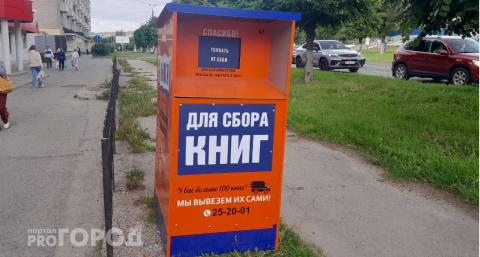 СПАСИБО!
ТОЛКАТЬ
ОТ СЕБЯ
ДЛЯ СБОРА
КНИГ
У вас больше 100 книг?
МЫ ВЫВЕЗЕМ ИХ САМИ!
25-20-01
портал
PROГОРОД